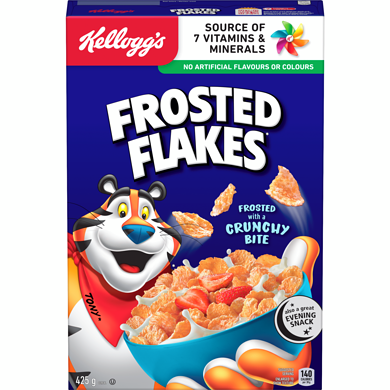 Kellogg's
SOURCE OF
7 VITAMINS &
MINERALS
NO ARTIFICIAL FLAVOURS OR COLOURS
FROSTED
FLAKES
FROSTED
with a
CRUNCHY
BITE
TONY
also a great
EVENING
SNACK
425 g
140